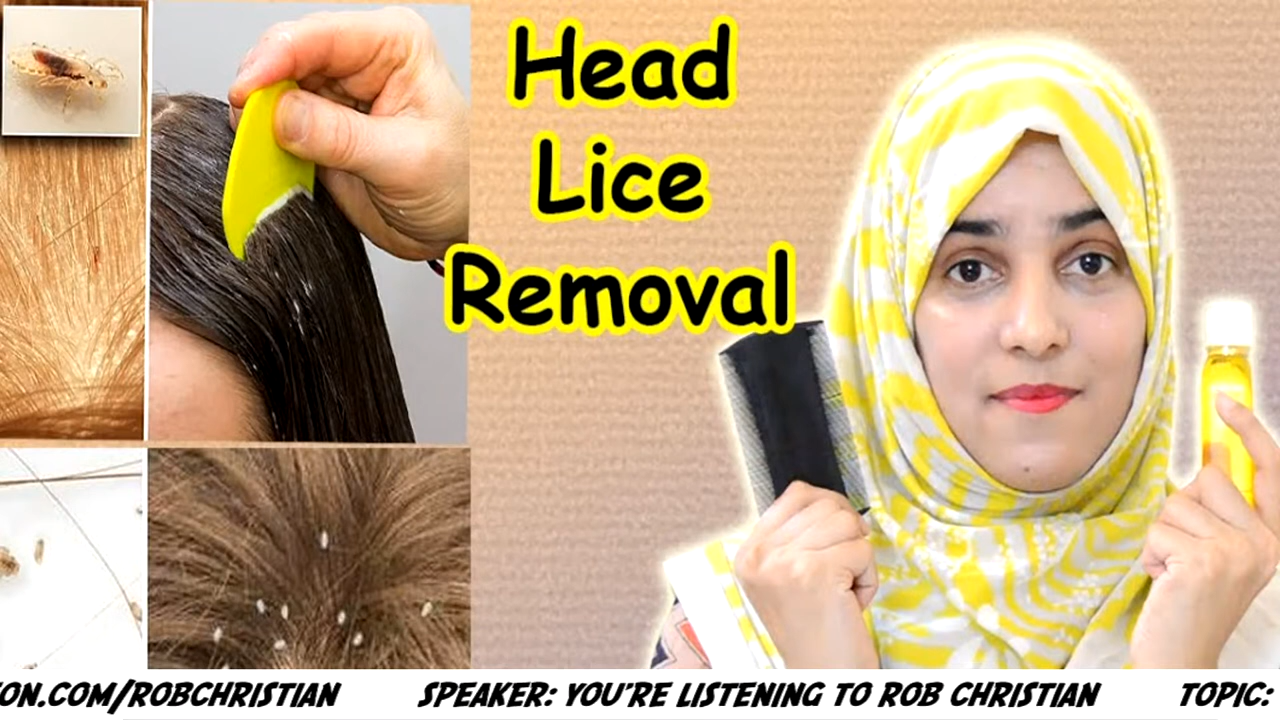 Head
Lice
Removal
ON.COM/ROBCHRISTIAN SPEAKER: YOU'RE LISTENING TO ROB CHRISTIAN TOPIC: